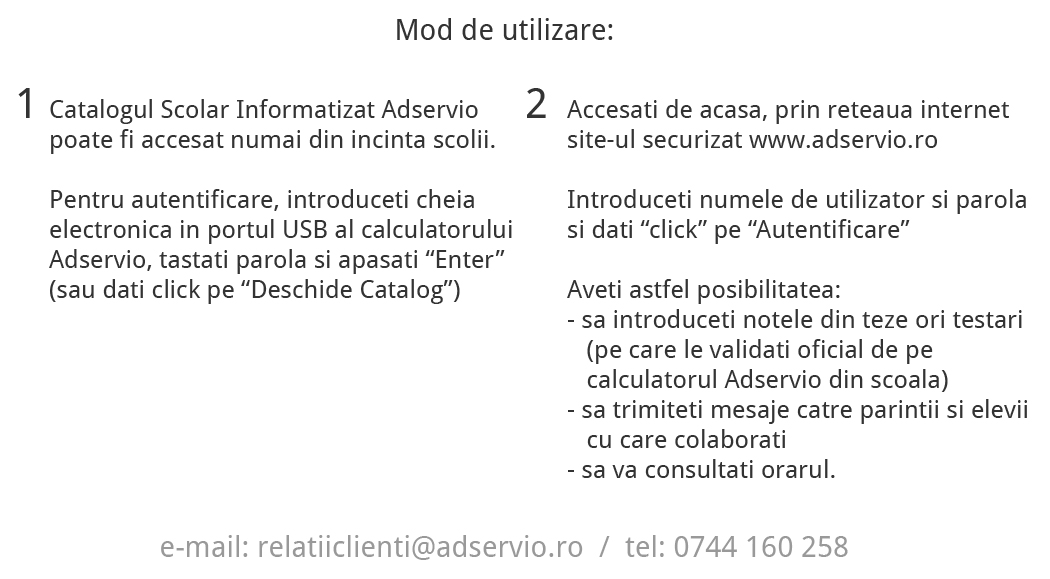 Mod de utilizare:
1 Catalogul Scolar Informatizat Adservio
poate fi accesat numai din incinta scolii.
Pentru autentificare, introduceti cheia
electronica in portul USB al calculatorului
Adservio, tastati parola si apasati “Enter”
(sau dati click pe “Deschide Catalog”)
2 Accesati de acasa, prin reteaua internet
site-ul securizat www.adservio.ro
Introduceti numele de utilizator si parola
si dati “click” pe “Autentificare”
Aveti astfel posibilitatea:
- sa introduceti notele din teze ori testari
(pe care le validati oficial de pe
calculatorul Adservio din scoala)
- sa trimiteti mesaje catre parintii si elevii
cu care colaborati
- sa va consultati orarul.
e-mail: relatiiclienti@adservio.ro / tel: 0744 160 258